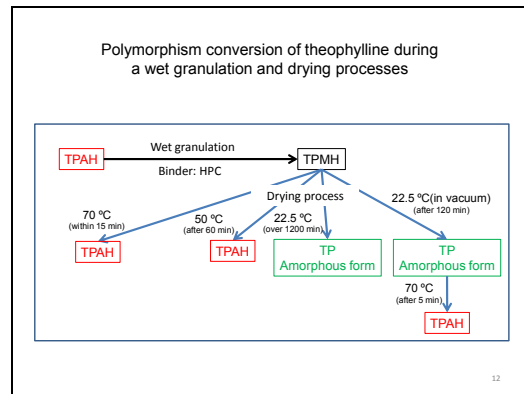 Polymorphism conversion of theophylline during
a wet granulation and drying processes
TPAH
Wet granulation
Binder: HPC
TPMH
Drying process
70 ºC
(within 15 min)
TPAH
50 ºC
(after 60 min)
TPAH
22.5 ºC
(over 1200 min)
TP
Amorphous form
22.5 ºC(in vacuum)
(after 120 min)
TP
Amorphous form
70 ºC
(after 5 min)
TPAH
12